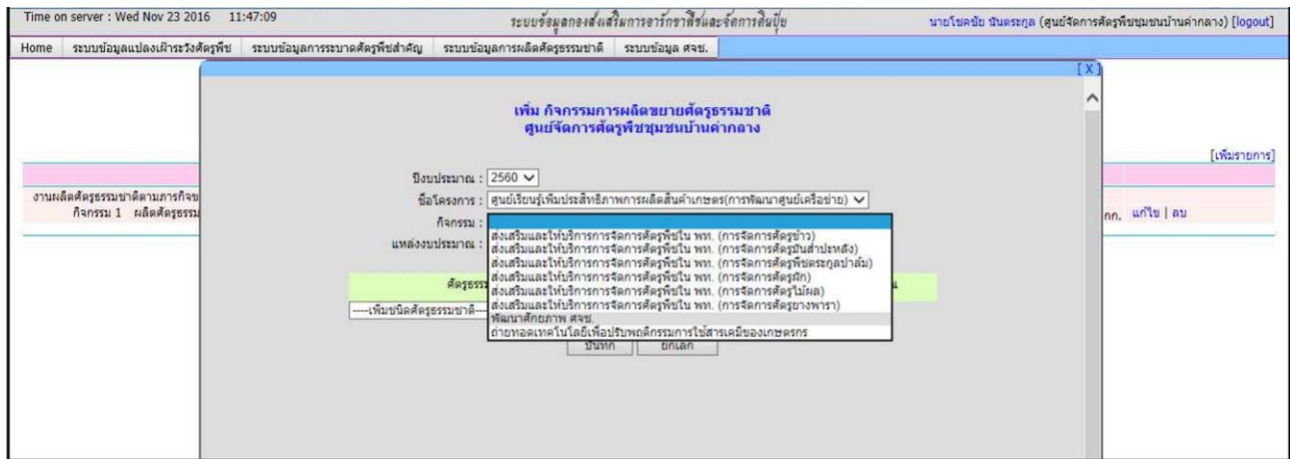 Time on server : Wed Nov 23 2016 11:47:09
ระบบข้อมูลกองส่งเสริมการอารักขาพืชและจัดการดินปุ๋ย
นายโชคชัย (ศูนย์จัดการศัตรูพืชชุมชนบ้านค่ากลาง) [logout]
Home ระบบข้อมูลแปลงเฝ้าระวังศัตรูพืช ระบบข้อมูลการระบาดศัตรูพืชสำคัญ ระบบข้อมูลการผลิตศัตรูธรรมชาติ ระบบข้อมูล ศจช.
[ X ]
เพิ่ม กิจกรรมการผลิตขยายศัตรูธรรมชาติ
ศูนย์จัดการศัตรูพืชชุมชนบ้านค่ากลาง
[เพิ่มรายการ]
ปีงบประมาณ : 2560
งานผลิตศัตรูธรรมชาติตามภารกิจข
ชื่อโครงการ : ศูนย์เรียนรู้เพิ่มประสิทธิภาพการผลิตสินค้าเกษตร(การพัฒนาศูนย์เครือข่าย)
กิจกรรม 1 ผลิตศัตรูธรรม
กก. แก้ไข | ลบ
กิจกรรม :
แหล่งงบประมาณ :
ส่งเสริมและให้บริการการจัดการศัตรูพืชใน พท. (การจัดการศัตรูข้าว)
ส่งเสริมและให้บริการการจัดการศัตรูพืชใน พท. (การจัดการศัตรูมันสำปะหลัง)
ส่งเสริมและให้บริการการจัดการศัตรูพืชใน พท. (การจัดการศัตรูพืชตระกูลปาล์ม)
ส่งเสริมและให้บริการการจัดการศัตรูพืชใน พท. (การจัดการศัตรูผัก)
ส่งเสริมและให้บริการการจัดการศัตรูพืชใน พท. (การจัดการศัตรูไม้ผล)
ส่งเสริมและให้บริการการจัดการศัตรูพืชใน พท. (การจัดการศัตรูยางพารา)
พัฒนาศักยภาพ ศจช.
ถ่ายทอดเทคโนโลยีเพื่อปรับพฤติกรรมการใช้สารเคมีของเกษตรกร
ศัตรูธรร
----เพิ่มชนิดศัตรูธรรมชาติ---
บันทึก ยกเลิก